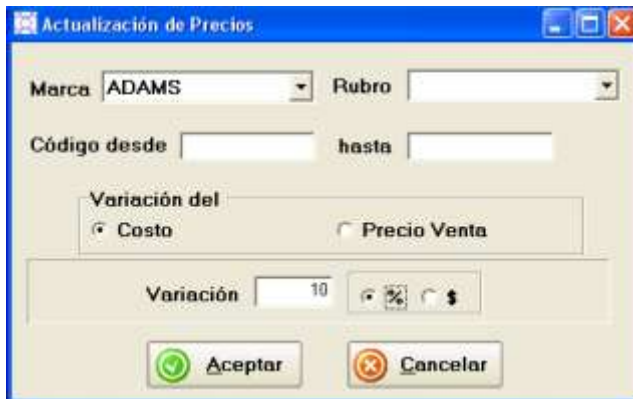 Actualización de Precios
Marca ADAMS Rubro
Código desde hasta
Variación del
Costo Precio Venta
Variación 10 % $
Aceptar Cancelar